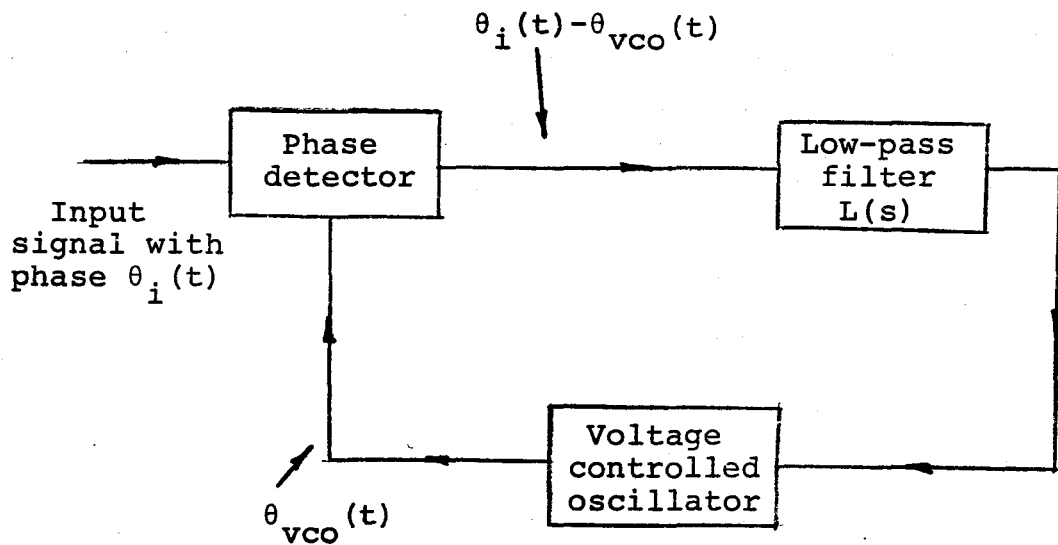 θi(t)-θvco(t)
Phase
detector
Low-pass
filter
L(s)
Input
signal with
phase θi(t)
Voltage
controlled
oscillator
θvco(t)